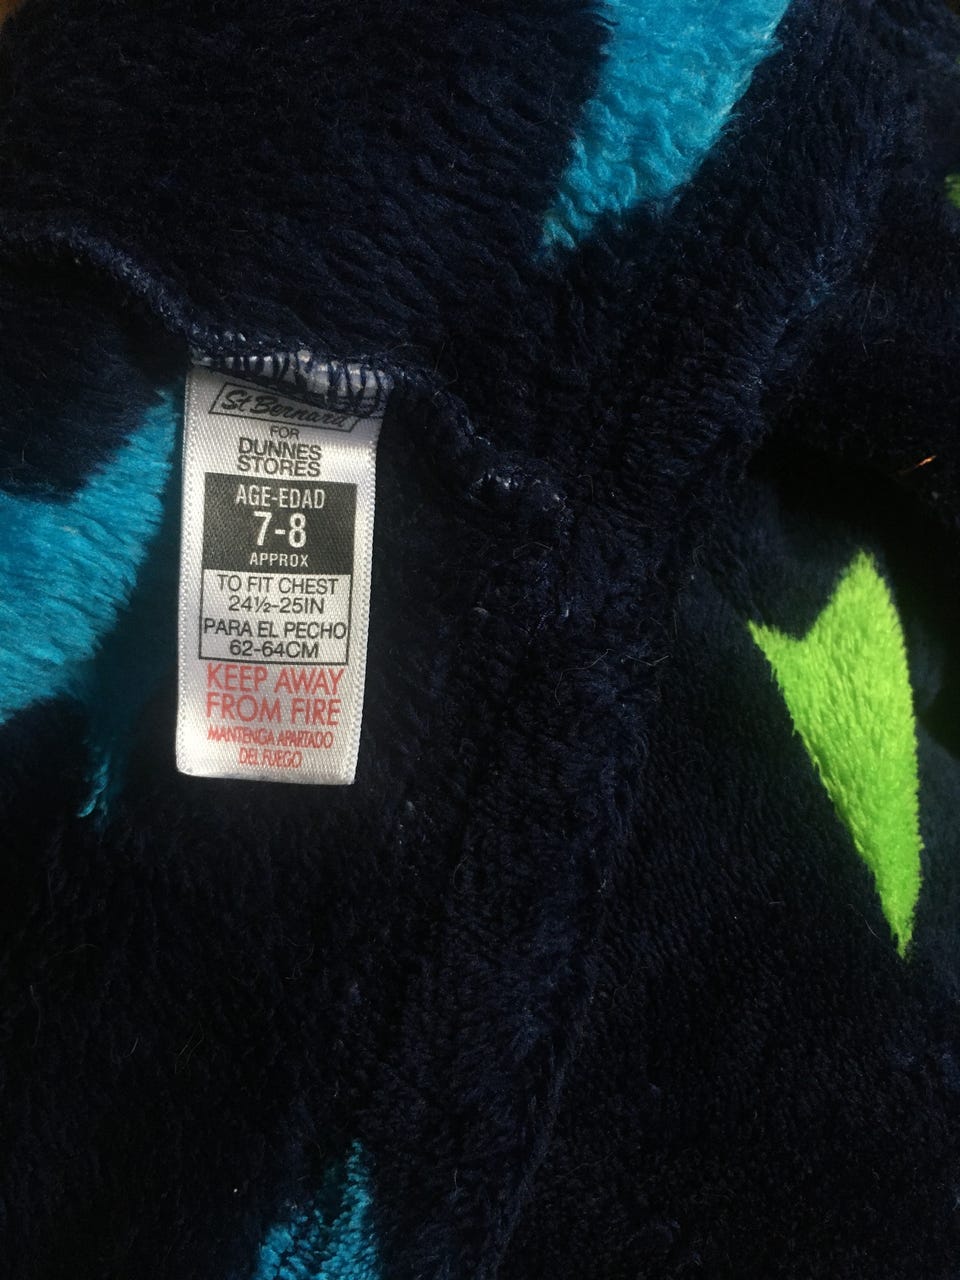 St. Bernard
FOR
DUNNES
STORES
AGE-EDAD
7-8
APPROX
TO FIT CHEST
24½-25IN
PARA EL PECHO
62-64CM
KEEP AWAY
FROM FIRE
MANTENGA APARTADO
DEL FUEGO